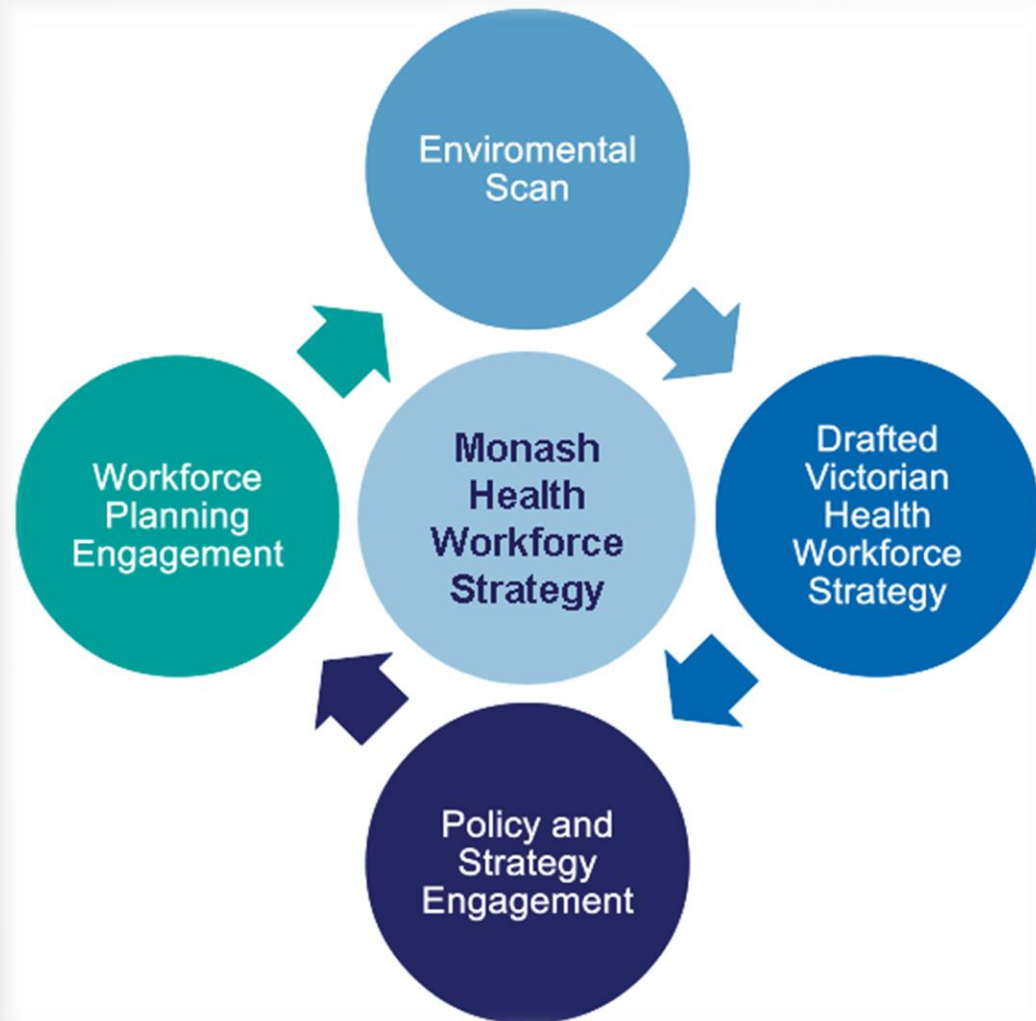 Enviromental
Scan
Drafted
Victorian
Health
Workforce
Strategy
Monash
Health
Workforce
Strategy
Workforce
Planning
Engagement
Policy and
Strategy
Engagement